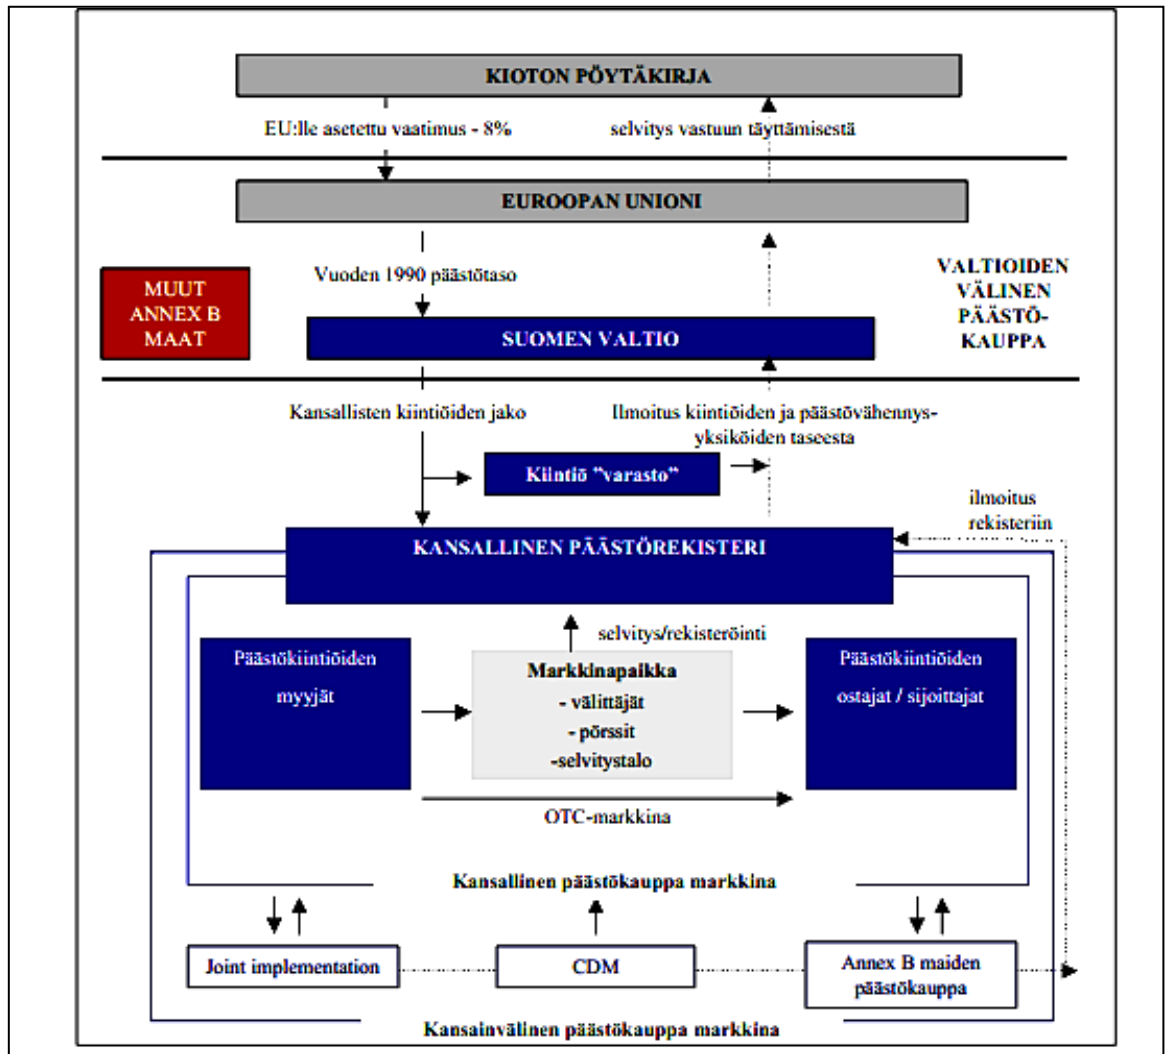 KIOTON PÖYTÄKIRJA
EU:lle asetettu vaatimus - 8%
selvitys vastuun täyttämisestä
EUROOPAN UNIONI
Vuoden 1990 päästötaso
MUUT
ANNEX B
MAAT
VALTIOIDEN
VÄLINEN
PÄÄSTÖ-
KAUPPA
SUOMEN VALTIO
Kansallisten kiintiöiden jako
Ilmoitus kiintiöiden ja päästövähennys-
yksiköiden taseesta
Kiintiö ”varasto”
ilmoitus
rekisteriin
KANSALLINEN PÄÄSTÖREKISTERI
selvitys/rekisteröinti
Päästökiintiöiden
myyjät
Markkinapaikka
- välittäjät
- pörssit
-selvitystalo
Päästökiintiöiden
ostajat / sijoittajat
OTC-markkina
Kansallinen päästökauppa markkina
Joint implementation
CDM
Annex B maiden
päästökauppa
Kansainvälinen päästökauppa markkina